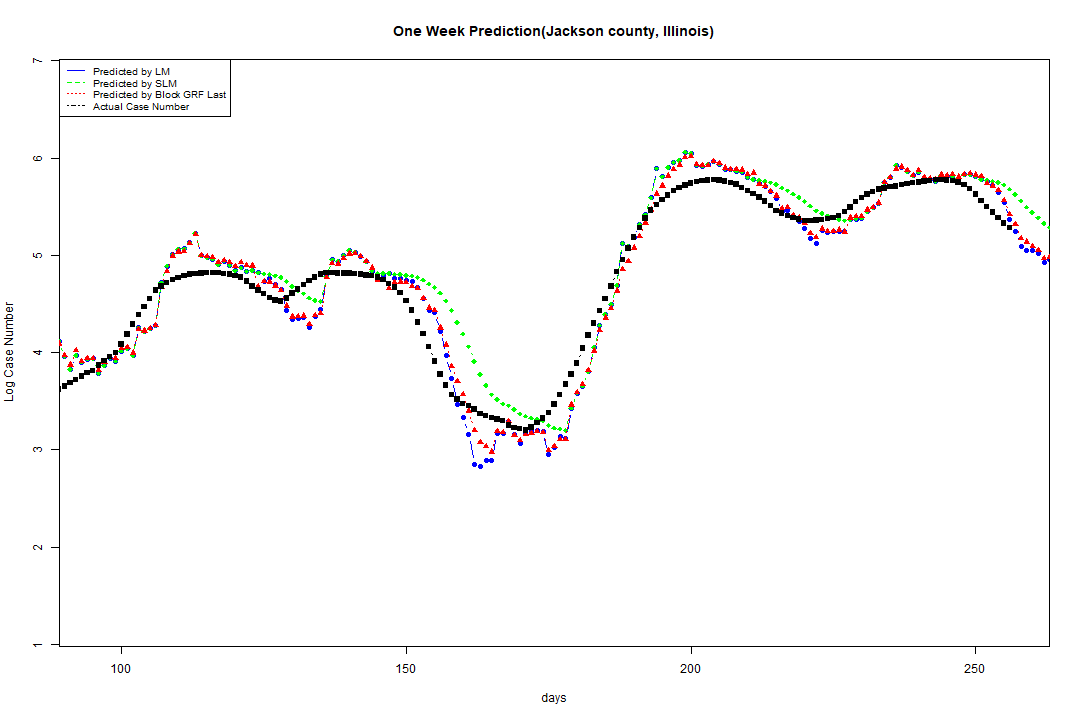 One Week Prediction(Jackson county, Illinois)
Predicted by LM
Predicted by SLM
Predicted by Block GRF Last
Actual Case Number
7
6
5
4
3
2
1
Log Case Number
100 150 200 250
days